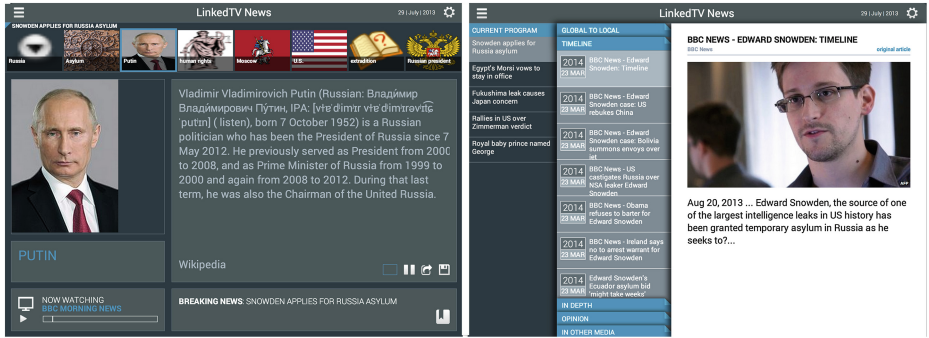 LinkedTV News
29 | July | 2013
SNOWDEN APPLIES FOR RUSSIA ASYLUM
Russia
Asylum
Putin
human rights
Moscow
U.S.
extradition
Russian president
Vladimir Vladimirovich Putin (Russian: Влади́мир
Влади́мирович Пу́тин, IPA:
ˈputʲɪn] ( listen), born 7 October 1952) is a Russian
politician who has been the President of Russia since 7
May 2012. He previously served as President from 2000
to 2008, and as Prime Minister of Russia from 1999 to
2000 and again from 2008 to 2012. During that last
term, he was also the Chairman of the United Russia.
PUTIN
Wikipedia
NOW WATCHING
BBC MORNING NEWS
BREAKING NEWS: SNOWDEN APPLIES FOR RUSSIA ASYLUM
LinkedTV News
29 | July | 2013
CURRENT PROGRAM
Snowden applies for
Russia asylum
Egypt's Morsi vows to
stay in office
Fukushima leak causes
Japan concern
Rallies in US over
Zimmerman verdict
Royal baby prince named
George
GLOBAL TO LOCAL
TIMELINE
2014
23 MAR
BBC News - Edward
Snowden: Timeline
2014
23 MAR
BBC News - Edward
Snowden case: US
rebukes China
2014
23 MAR
BBC News - Edward
Snowden case: Bolivia
summons envoys over
jet
2014
23 MAR
BBC News - US
castigates Russia over
NSA leaker Edward
Snowden
2014
23 MAR
BBC News - Obama
refuses to barter for
Edward Snowden
2014
23 MAR
BBC News - Ireland says
no to arrest warrant for
Edward Snowden
2014
23 MAR
Edward Snowden's
Ecuador asylum bid
'might take weeks'
IN DEPTH
OPINION
IN OTHER MEDIA
BBC NEWS - EDWARD SNOWDEN: TIMELINE
BBC News
original article
AFP
Aug 20, 2013 ... Edward Snowden, the source of one
of the largest intelligence leaks in US history has
been granted temporary asylum in Russia as he
seeks to?...